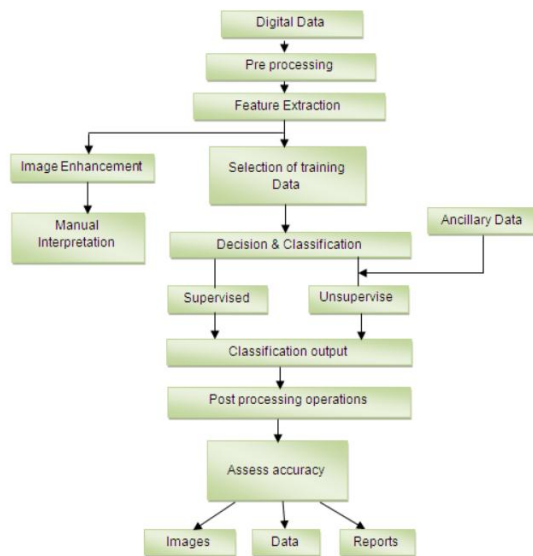 Digital Data
Pre processing
Feature Extraction
Image Enhancement
Selection of training
Data
Manual
Interpretation
Ancillary Data
Decision & Classification
Supervised
Unsupervise
Classification output
Post processing operations
Assess accuracy
Images
Data
Reports